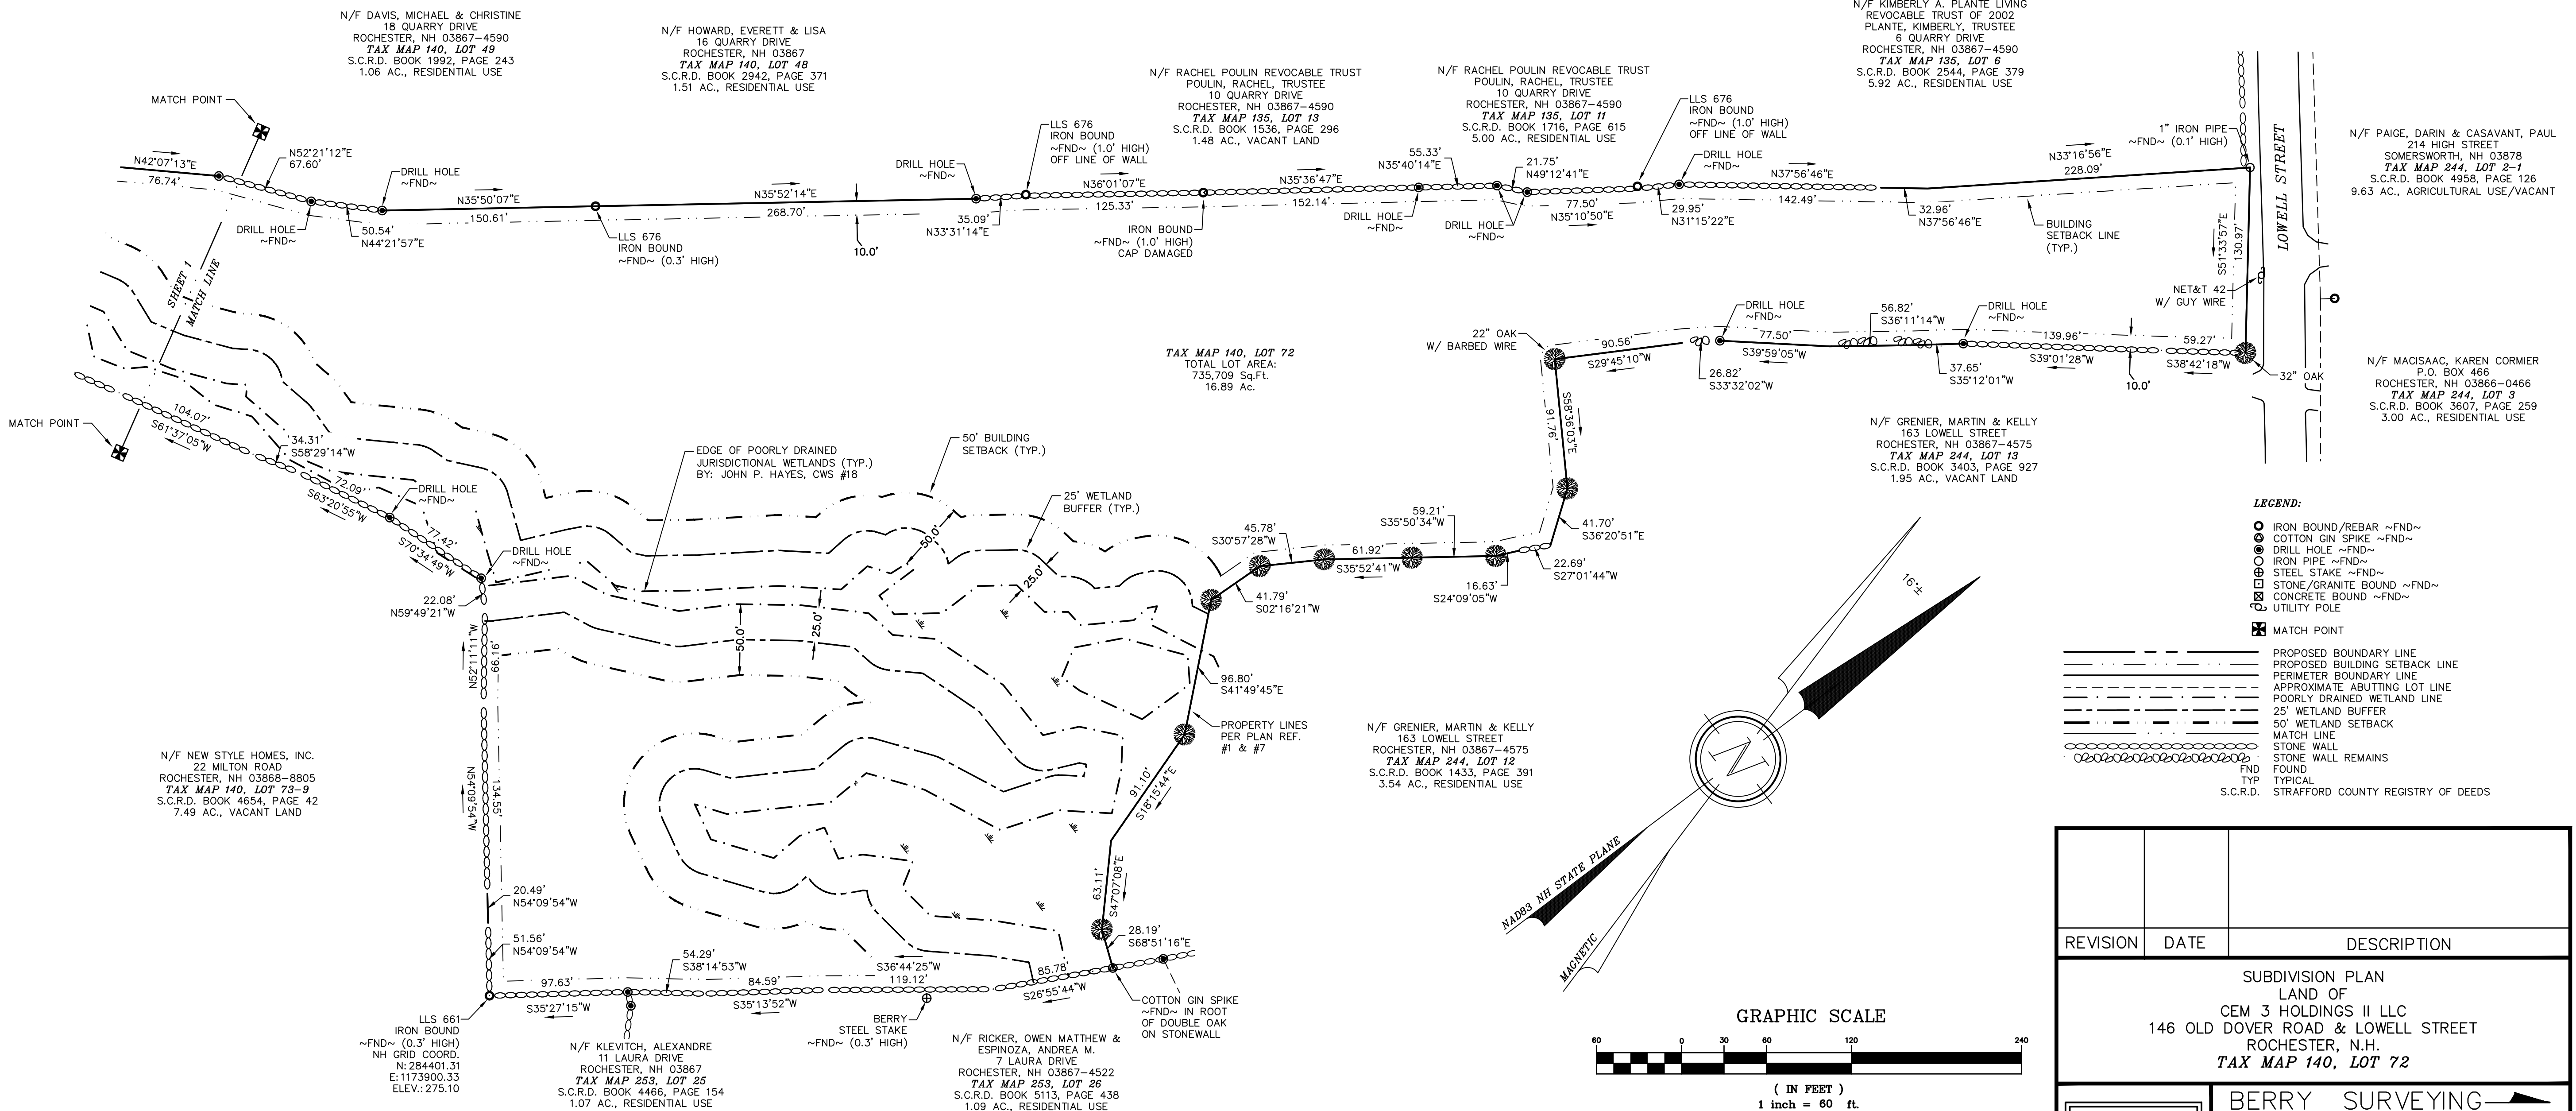 N/F DAVIS, MICHAEL & CHRISTINE
18 QUARRY DRIVE
ROCHESTER, NH 03867-4590
TAX MAP 140, LOT 49
S.C.R.D. BOOK 1992, PAGE 243
1.06 AC., RESIDENTIAL USE
N/F HOWARD, EVERETT & LISA
16 QUARRY DRIVE
ROCHESTER, NH 03867
TAX MAP 140, LOT 48
S.C.R.D. BOOK 2942, PAGE 371
1.51 AC., RESIDENTIAL USE
N/F RACHEL POULIN REVOCABLE TRUST
POULIN, RACHEL, TRUSTEE
10 QUARRY DRIVE
ROCHESTER, NH 03867-4590
TAX MAP 135, LOT 13
S.C.R.D. BOOK 1536, PAGE 296
1.48 AC., VACANT LAND
N/F RACHEL POULIN REVOCABLE TRUST
POULIN, RACHEL, TRUSTEE
10 QUARRY DRIVE
ROCHESTER, NH 03867-4590
TAX MAP 135, LOT 11
S.C.R.D. BOOK 1716, PAGE 615
5.00 AC., RESIDENTIAL USE
N/F KIMBERLY A. PLANTE LIVING
REVOCABLE TRUST OF 2002
PLANTE, KIMBERLY, TRUSTEE
6 QUARRY DRIVE
ROCHESTER, NH 03867-4590
TAX MAP 135, LOT 6
S.C.R.D. BOOK 2544, PAGE 379
5.92 AC., RESIDENTIAL USE
N/F PAIGE, DARIN & CASAVANT, PAUL
214 HIGH STREET
SOMERSWORTH, NH 03878
TAX MAP 244, LOT 2-1
S.C.R.D. BOOK 4958, PAGE 126
9.63 AC., AGRICULTURAL USE/VACANT
MATCH POINT
N42°07'13"E
76.74'
N52°21'12"E
67.60'
DRILL HOLE
~FND~
DRILL HOLE
~FND~
50.54'
N44°21'57"E
N35°50'07"E
150.61'
LLS 676
IRON BOUND
~FND~ (0.3' HIGH)
N35°52'14"E
268.70'
10.0'
DRILL HOLE
~FND~
LLS 676
IRON BOUND
~FND~ (1.0' HIGH)
OFF LINE OF WALL
35.09'
N33°31'14"E
N36°01'07"E
125.33'
IRON BOUND
~FND~ (1.0' HIGH)
CAP DAMAGED
N35°36'47"E
152.14'
DRILL HOLE
~FND~
55.33'
N35°40'14"E
DRILL HOLE
~FND~
21.75'
N49°12'41"E
77.50'
N35°10'50"E
LLS 676
IRON BOUND
~FND~ (1.0' HIGH)
OFF LINE OF WALL
DRILL HOLE
~FND~
29.95'
N31°15'22"E
N37°56'46"E
142.49'
32.96'
N37°56'46"E
N33°16'56"E
228.09'
BUILDING
SETBACK LINE
(TYP.)
1" IRON PIPE
~FND~ (0.1' HIGH)
LOWELL STREET
S51°33'57"E
130.97'
NET&T 42
W/ GUY WIRE
32" OAK
N/F MACISAAC, KAREN CORMIER
P.O. BOX 466
ROCHESTER, NH 03866-0466
TAX MAP 244, LOT 3
S.C.R.D. BOOK 3607, PAGE 259
3.00 AC., RESIDENTIAL USE
59.27'
S38°42'18"W
10.0'
139.96'
S39°01'28"W
DRILL HOLE
~FND~
37.65'
S35°12'01"W
56.82'
S36°11'14"W
77.50'
S39°59'05"W
DRILL HOLE
~FND~
26.82'
S33°32'02"W
90.56'
S29°45'10"W
22" OAK
W/ BARBED WIRE
S58°36'03"E
91.76'
41.70'
S36°20'51"E
22.69'
S27°01'44"W
16.63'
S24°09'05"W
59.21'
S35°50'34"W
61.92'
S35°52'41"W
45.78'
S30°57'28"W
41.79'
S02°16'21"W
96.80'
S41°49'45"E
PROPERTY LINES
PER PLAN REF.
#1 & #7
91.10'
S18°15'44"E
63.11'
S47°07'08"E
28.19'
S68°51'16"E
COTTON GIN SPIKE
~FND~ IN ROOT
OF DOUBLE OAK
ON STONEWALL
TAX MAP 140, LOT 72
TOTAL LOT AREA:
735,709 Sq.Ft.
16.89 Ac.
N/F GRENIER, MARTIN & KELLY
163 LOWELL STREET
ROCHESTER, NH 03867-4575
TAX MAP 244, LOT 13
S.C.R.D. BOOK 3403, PAGE 927
1.95 AC., VACANT LAND
N/F GRENIER, MARTIN & KELLY
163 LOWELL STREET
ROCHESTER, NH 03867-4575
TAX MAP 244, LOT 12
S.C.R.D. BOOK 1433, PAGE 391
3.54 AC., RESIDENTIAL USE
SHEET 1
MATCH LINE
MATCH POINT
104.07'
S61°37'05"W
34.31'
S58°29'14"W
72.09'
S63°20'55"W
DRILL HOLE
~FND~
77.42'
S70°34'49"W
DRILL HOLE
~FND~
22.08'
N59°49'21"W
N52°11'11"W
69.16'
N54°09'54"W
134.55'
20.49'
N54°09'54"W
51.56'
N54°09'54"W
EDGE OF POORLY DRAINED
JURISDICTIONAL WETLANDS (TYP.)
BY: JOHN P. HAYES, CWS #18
50' BUILDING
SETBACK (TYP.)
25' WETLAND
BUFFER (TYP.)
50.0'
25.0'
50.0'
25.0'
N/F NEW STYLE HOMES, INC.
22 MILTON ROAD
ROCHESTER, NH 03868-8805
TAX MAP 140, LOT 73-9
S.C.R.D. BOOK 4654, PAGE 42
7.49 AC., VACANT LAND
LLS 661
IRON BOUND
~FND~ (0.3' HIGH)
NH GRID COORD.
N: 284401.31
E: 1173900.33
ELEV.: 275.10
97.63'
S35°27'15"W
54.29'
S38°14'53"W
84.59'
S35°13'52"W
S36°44'25"W
119.12'
85.78'
S26°55'44"W
BERRY
STEEL STAKE
~FND~ (0.3' HIGH)
N/F KLEVITCH, ALEXANDRE
11 LAURA DRIVE
ROCHESTER, NH 03867
TAX MAP 253, LOT 25
S.C.R.D. BOOK 4466, PAGE 154
1.07 AC., RESIDENTIAL USE
N/F RICKER, OWEN MATTHEW &
ESPINOZA, ANDREA M.
7 LAURA DRIVE
ROCHESTER, NH 03867-4522
TAX MAP 253, LOT 26
S.C.R.D. BOOK 5113, PAGE 438
1.09 AC., RESIDENTIAL USE
16°±
N
NAD83 NH STATE PLANE
MAGNETIC
GRAPHIC SCALE
60 0 30 60 120 240
( IN FEET )
1 inch = 60 ft.
LEGEND:
IRON BOUND/REBAR ~FND~
COTTON GIN SPIKE ~FND~
DRILL HOLE ~FND~
IRON PIPE ~FND~
STEEL STAKE ~FND~
STONE/GRANITE BOUND ~FND~
CONCRETE BOUND ~FND~
UTILITY POLE
MATCH POINT
PROPOSED BOUNDARY LINE
PROPOSED BUILDING SETBACK LINE
PERIMETER BOUNDARY LINE
APPROXIMATE ABUTTING LOT LINE
POORLY DRAINED WETLAND LINE
25' WETLAND BUFFER
50' WETLAND SETBACK
MATCH LINE
STONE WALL
STONE WALL REMAINS
FND FOUND
TYP TYPICAL
S.C.R.D. STRAFFORD COUNTY REGISTRY OF DEEDS
REVISION DATE DESCRIPTION
SUBDIVISION PLAN
LAND OF
CEM 3 HOLDINGS II LLC
146 OLD DOVER ROAD & LOWELL STREET
ROCHESTER, N.H.
TAX MAP 140, LOT 72
BERRY SURVEYING